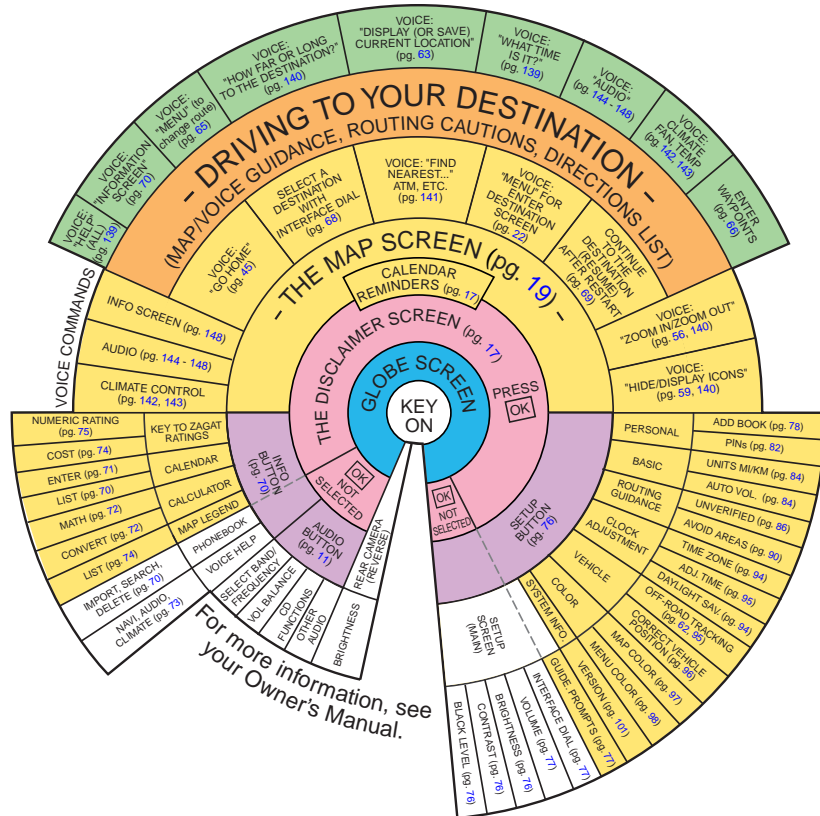 VOICE:
"HELP"
(ALL)
(pg. 139)
VOICE:
"INFORMATION
SCREEN"
(pg. 70)
VOICE:
"MENU" (to
change route)
(pg. 65)
VOICE:
"HOW FAR OR LONG
TO THE DESTINATION?"
(pg. 140)
VOICE:
"DISPLAY (OR SAVE)
CURRENT LOCATION"
(pg. 63)
VOICE:
"WHAT TIME
IS IT?"
(pg. 139)
VOICE:
"AUDIO"
(pg. 144 - 148)
VOICE:
CLIMATE
FAN, TEMP
(pg. 142, 143)
ENTER
WAYPOINTS
(pg. 66)
- DRIVING TO YOUR DESTINATION -
(MAP/VOICE GUIDANCE, ROUTING CAUTIONS, DIRECTIONS LIST)
VOICE:
"GO HOME"
(pg. 45)
SELECT A
DESTINATION
WITH
INTERFACE DIAL
(pg. 68)
VOICE: "FIND
NEAREST..."
ATM, ETC.
(pg. 141)
VOICE:
"MENU" FOR
ENTER
DESTINATION
SCREEN
(pg. 22)
CONTINUE
TO THE
DESTINATION
(RESUME)
AFTER RESTART
(pg. 69)
VOICE COMMANDS
INFO SCREEN (pg. 148)
AUDIO (pg. 144 - 148)
CLIMATE CONTROL
(pg. 142, 143)
- THE MAP SCREEN (pg. 19) -
VOICE:
"ZOOM IN/ZOOM OUT"
(pg. 56, 140)
VOICE:
"HIDE/DISPLAY ICONS"
(pg. 59, 140)
CALENDAR
REMINDERS (pg. 17)
THE DISCLAIMER SCREEN (pg. 17)
PRESS
OK
GLOBE SCREEN
KEY
ON
NUMERIC RATING
(pg. 75)
COST (pg. 74)
ENTER (pg. 71)
LIST (pg. 70)
MATH (pg. 72)
CONVERT (pg. 72)
LIST (pg. 74)
IMPORT, SEARCH,
DELETE (pg. 70)
NAVI, AUDIO,
CLIMATE (pg. 73)
KEY TO ZAGAT
RATINGS
CALENDAR
CALCULATOR
MAP LEGEND
PHONEBOOK
VOICE HELP
SELECT BAND/
FREQUENCY
VOL BALANCE
CD
FUNCTIONS
OTHER
AUDIO
BRIGHTNESS
REAR CAMERA
(REVERSE)
INFO
BUTTON
(pg. 70)
AUDIO
BUTTON
(pg. 11)
OK
NOT
SELECTED
For more information, see
your Owner's Manual.
OK
NOT
SELECTED
SETUP
BUTTON
(pg. 76)
PERSONAL
BASIC
ROUTING
GUIDANCE
CLOCK
ADJUSTMENT
VEHICLE
COLOR
SYSTEM INFO.
SETUP
SCREEN
(MAIN)
ADD BOOK (pg. 78)
PINs (pg. 82)
UNITS MI/KM (pg. 84)
AUTO VOL. (pg. 84)
UNVERIFIED (pg. 86)
AVOID AREAS (pg. 90)
TIME ZONE (pg. 94)
ADJ. TIME (pg. 95)
DAYLIGHT SAV. (pg. 94)
OFF-ROAD TRACKING
(pg. 62, 95)
CORRECT VEHICLE
POSITION (pg. 96)
MAP COLOR (pg. 97)
MENU COLOR (pg. 98)
VERSION (pg. 101)
GUIDE. PROMPTS (pg. 77)
INTERFACE DIAL (pg. 77)
VOLUME (pg. 77)
BRIGHTNESS (pg. 76)
CONTRAST (pg. 76)
BLACK LEVEL (pg. 76)